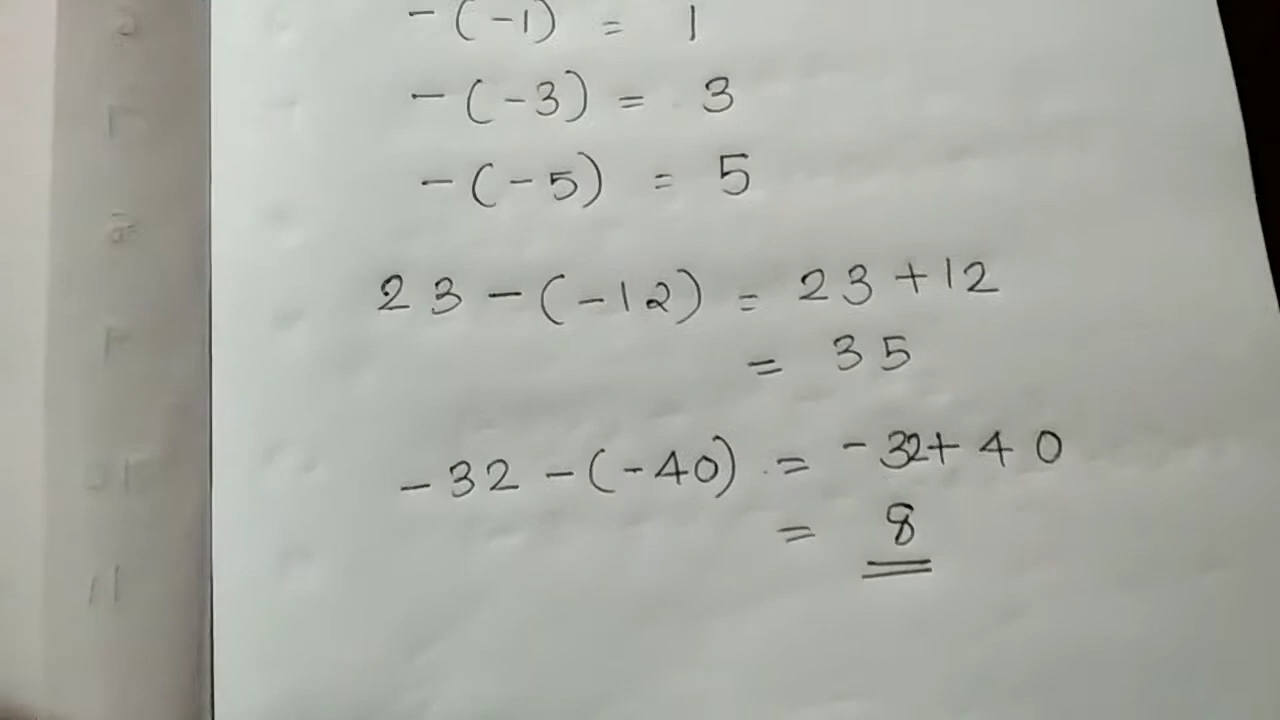 -(-1) = 1
-(-3) = 3
-(-5) = 5
23-(-12) = 23+12
= 35
-32-(-40) = -32+40
= 8